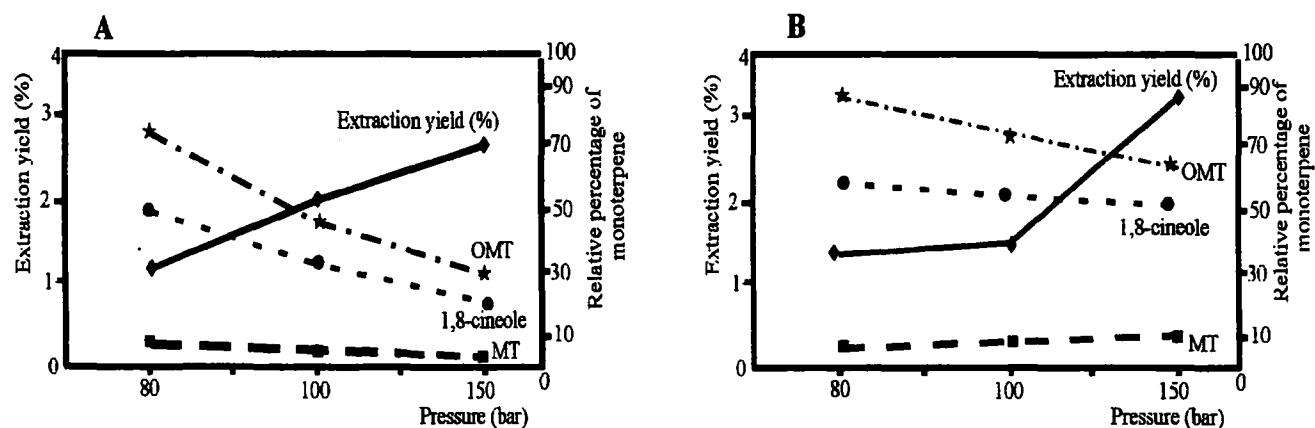 A
Extraction yield (%)
4
3
2
1
0
Extraction yield (%)
OMT
1,8-cineole
MT
100
90
70
50
30
10
0
Relative percentage of
monoterpene
80
100
150
Pressure (bar)
B
Extraction yield (%)
4
3
2
1
0
Extraction yield (%)
OMT
1,8-cineole
MT
100
90
70
50
30
10
0
Relative percentage of
monoterpene
80
100
150
Pressure (bar)